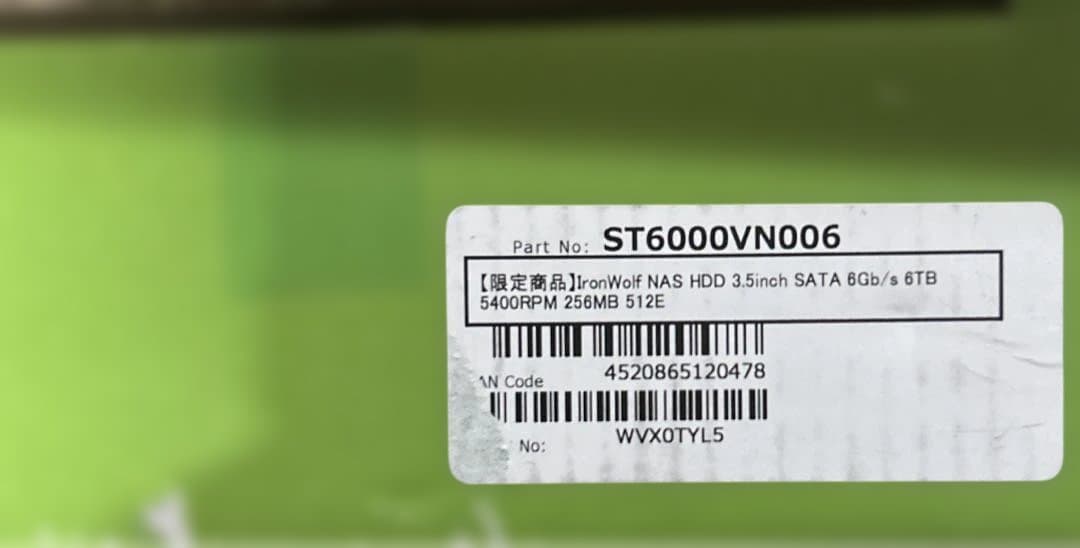 Part No: ST6000VN006
【限定商品】IronWolf NAS HDD 3.5inch SATA 6Gb/s 6TB
5400RPM 256MB 512E
4520865120478
AN Code
WVX0TYL5
No: